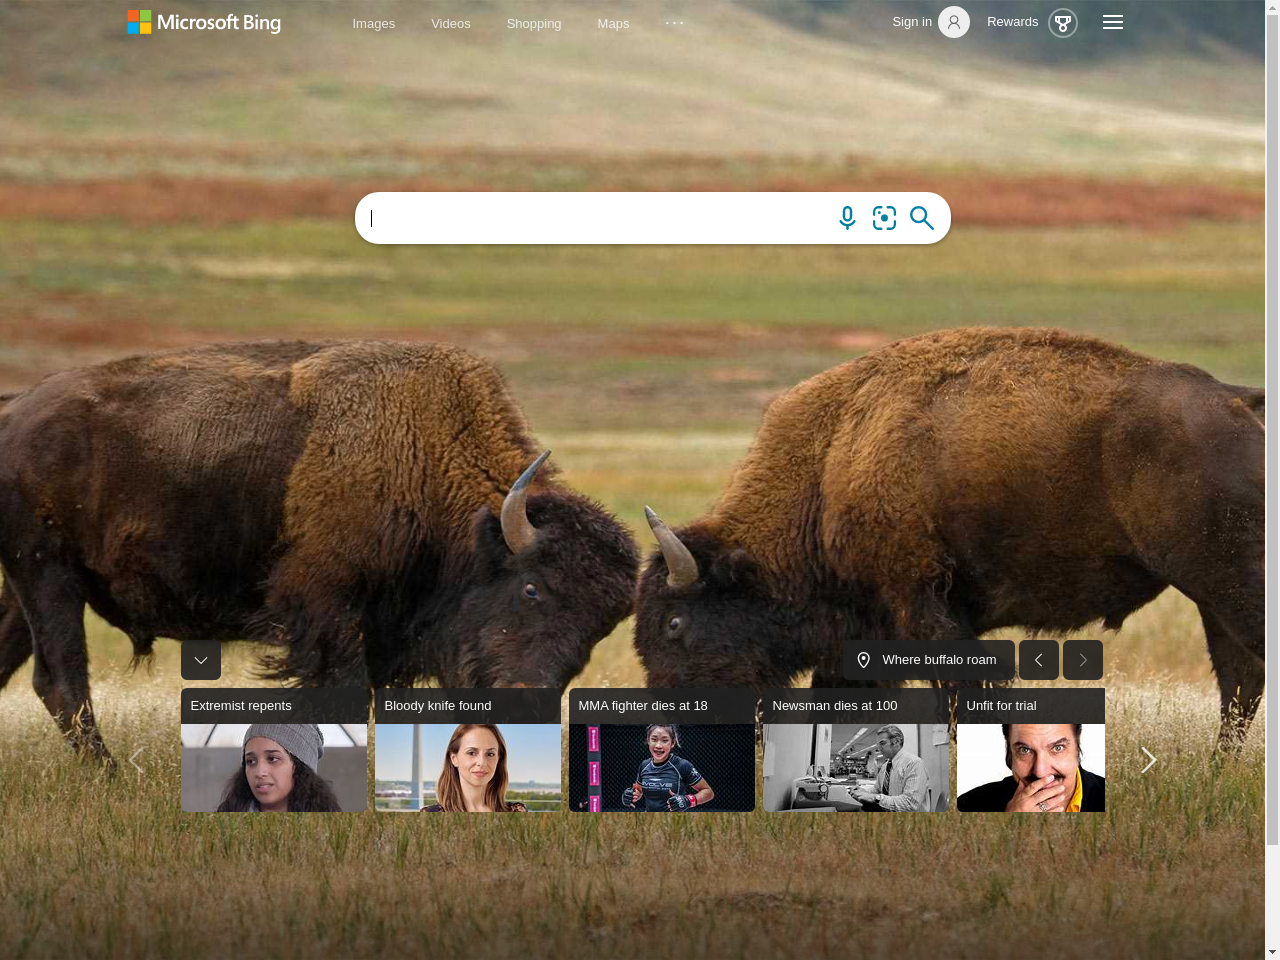 Microsoft Bing
Images Videos Shopping Maps ...
Sign in Rewards
Where buffalo roam
Extremist repents
Bloody knife found
MMA fighter dies at 18
Newsman dies at 100
Unfit for trial